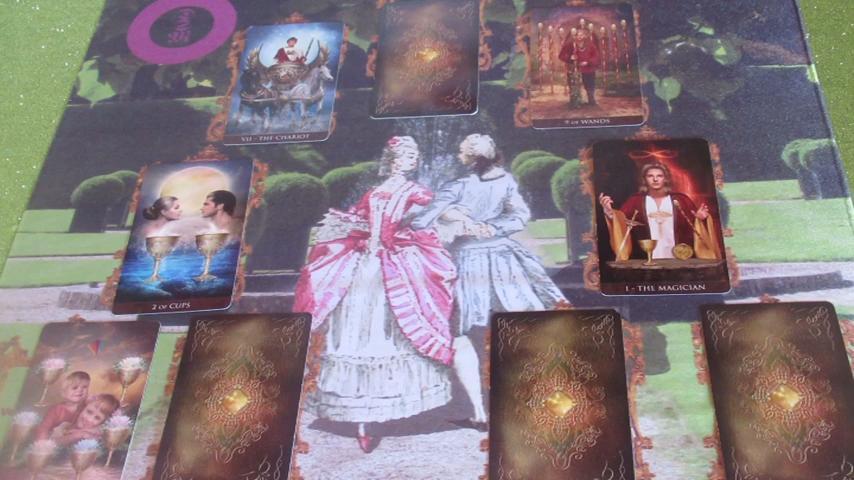 VII - THE CHARIOT
9 OF WANDS
2 OF CUPS
I - THE MAGICIAN